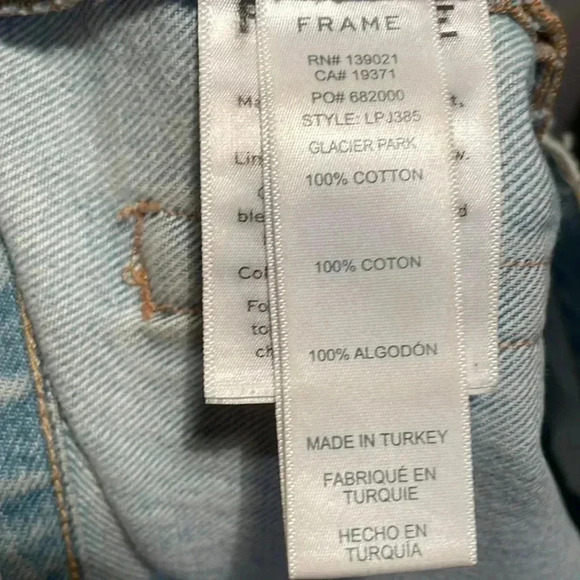 FRAME
RN# 139021
CA# 19371
PO# 682000
STYLE: LPJ385
GLACIER PARK
100% COTTON
100% COTON
100% ALGODÓN
MADE IN TURKEY
FABRIQUÉ EN
TURQUIE
HECHO EN
TURQUÍA